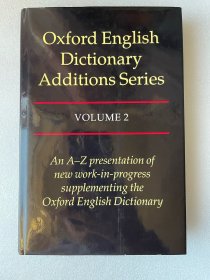 Oxford English
Dictionary
Additions Series
VOLUME 2
An A–Z presentation of
new work-in-progress
supplementing the
Oxford English Dictionary